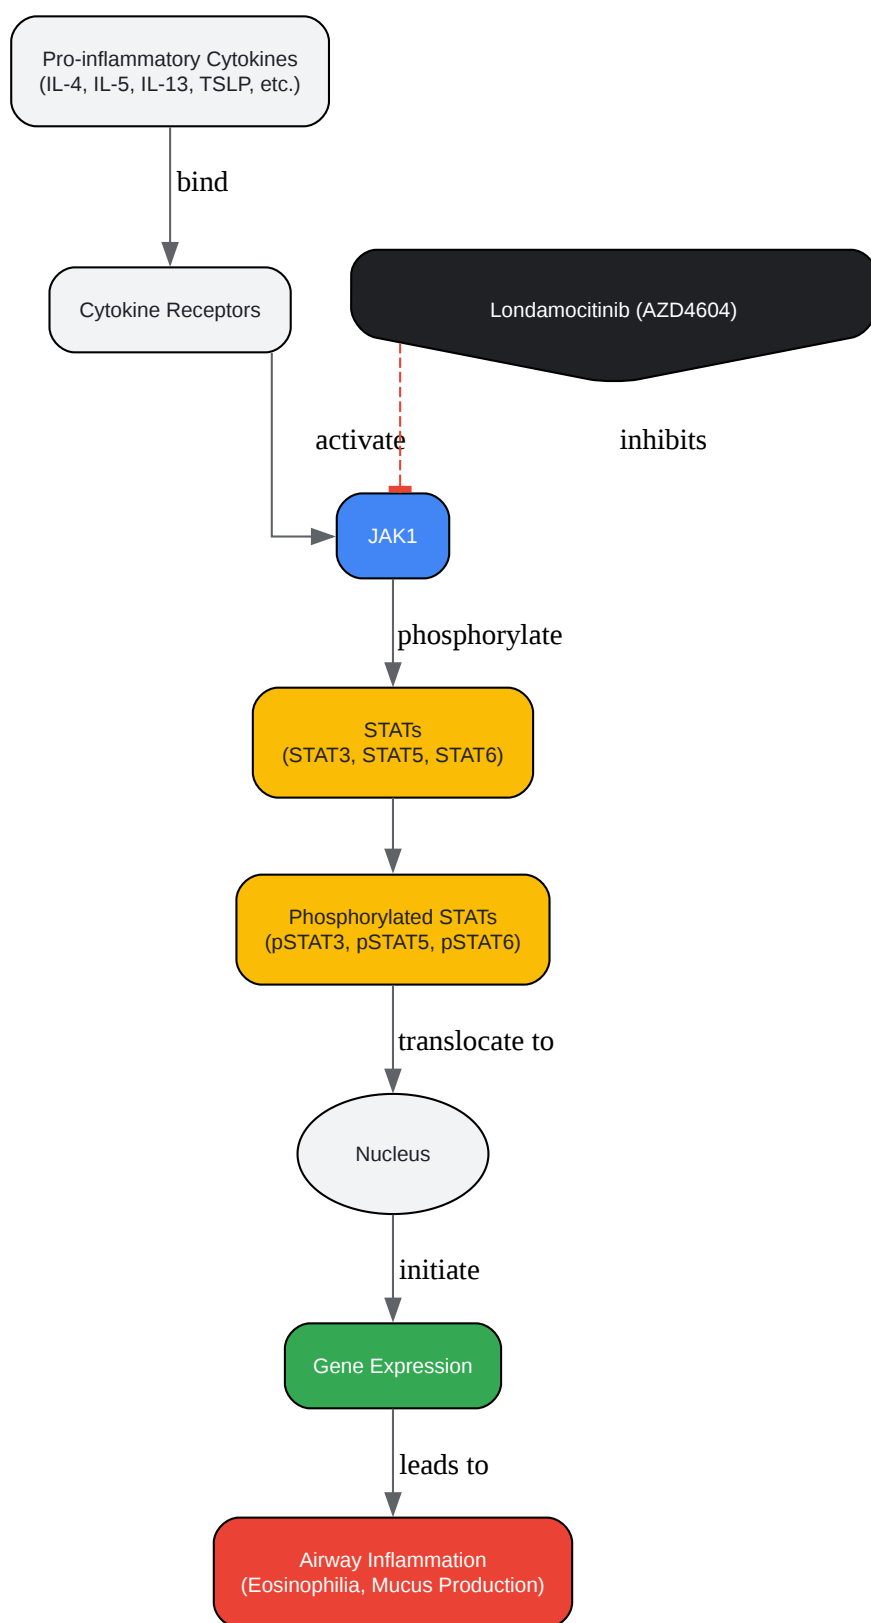 Pro-inflammatory Cytokines
(IL-4, IL-5, IL-13, TSLP, etc.)
bind
Cytokine Receptors
Londamocitinib (AZD4604)
activate
inhibits
JAK1
phosphorylate
STATs
(STAT3, STAT5, STAT6)
Phosphorylated STATs
(pSTAT3, pSTAT5, pSTAT6)
translocate to
Nucleus
initiate
Gene Expression
leads to
Airway Inflammation
(Eosinophilia, Mucus Production)